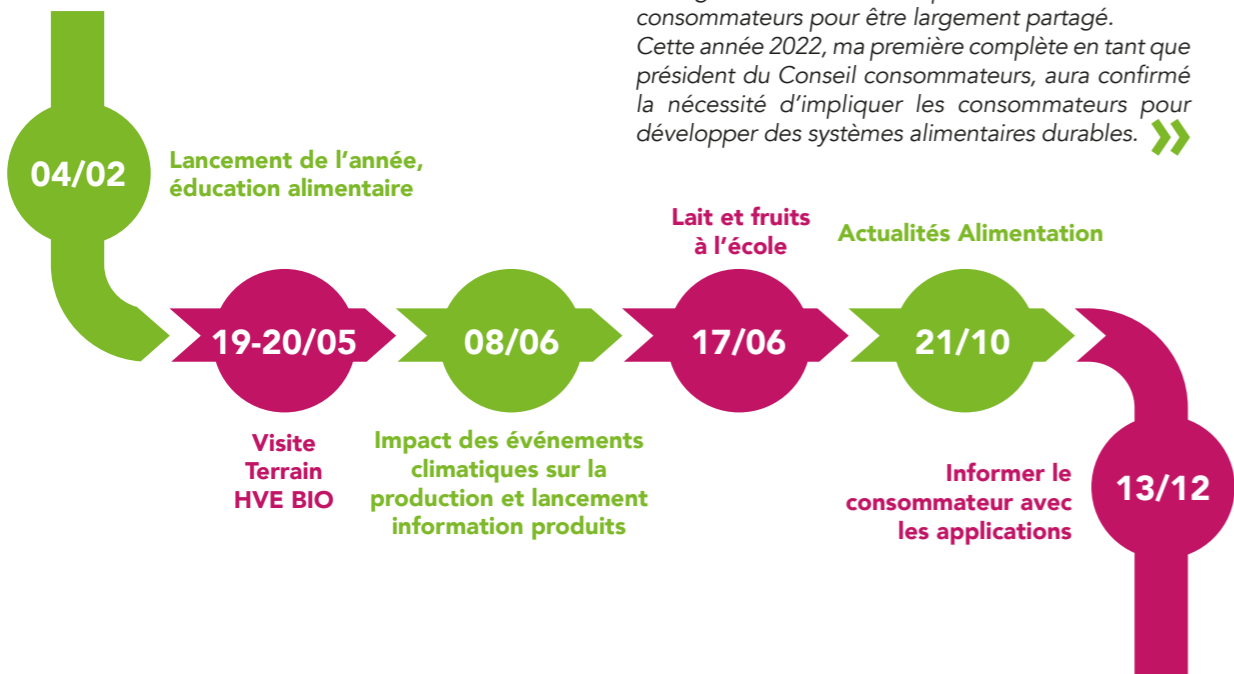 consommateurs pour être largement partagé.
Cette année 2022, ma première complète en tant que
président du Conseil consommateurs, aura confirmé
la nécessité d'impliquer les consommateurs pour
développer des systèmes alimentaires durables.
04/02
Lancement de l'année,
éducation alimentaire
19-20/05
Visite
Terrain
HVE BIO
08/06
Impact des événements
climatiques sur la
production et lancement
information produits
Lait et fruits
à l'école
17/06
Actualités Alimentation
21/10
Informer le
consommateur avec
les applications
13/12